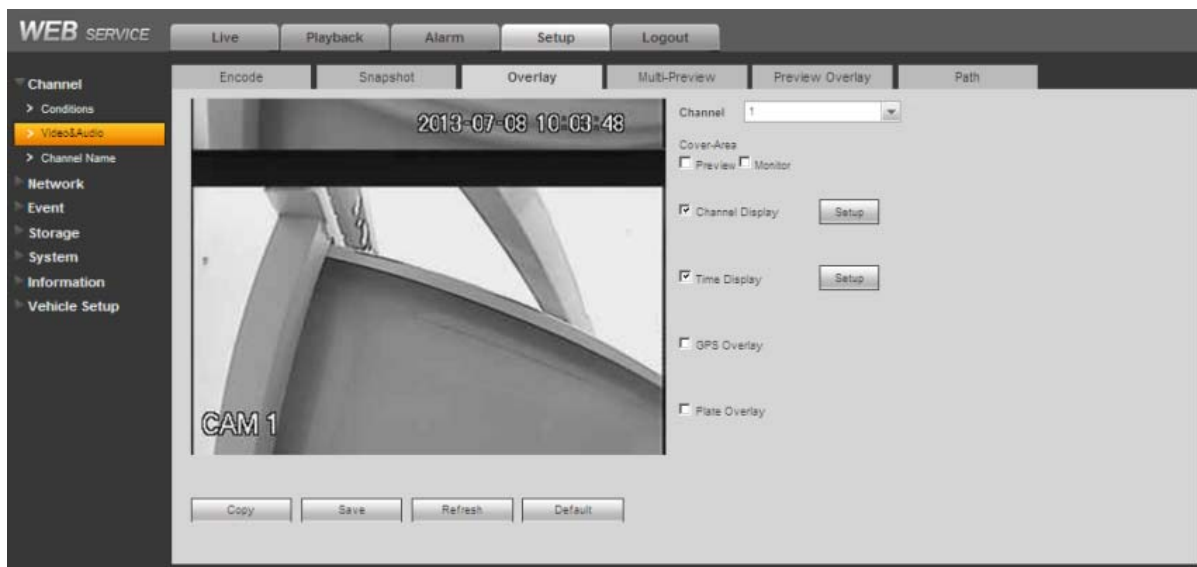 WEB SERVICE
Live
Playback
Alarm
Setup
Logout
Channel
> Conditions
> Video&Audio
> Channel Name
Network
Event
Storage
System
Information
Vehicle Setup
Encode
Snapshot
Overlay
Multi-Preview
Preview Overlay
Path
2013-07-08 10:03:48
CAM 1
Channel 1
Cover-Area
Preview Monitor
Channel Display Setup
Time Display Setup
GPS Overlay
Plate Overlay
Copy
Save
Refresh
Default